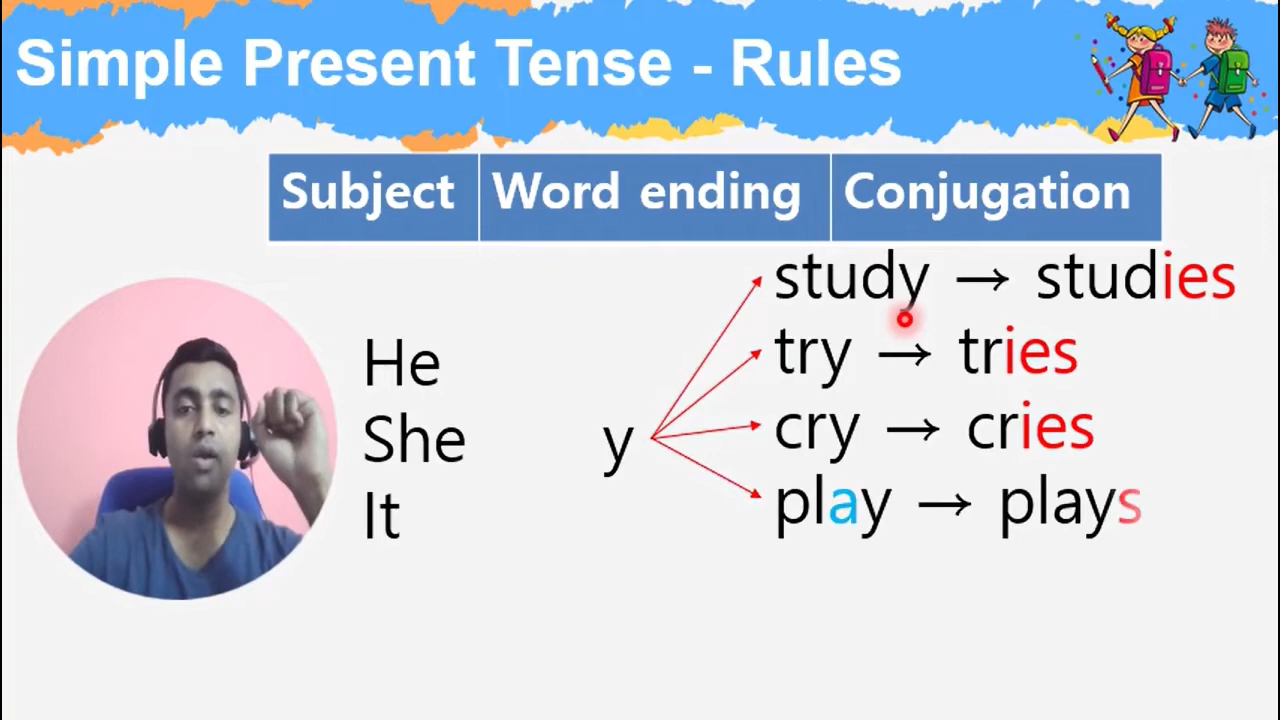 Simple Present Tense - Rules
Subject Word ending Conjugation
study → studies
try → tries
He
cry → cries
She
y
play → plays
It